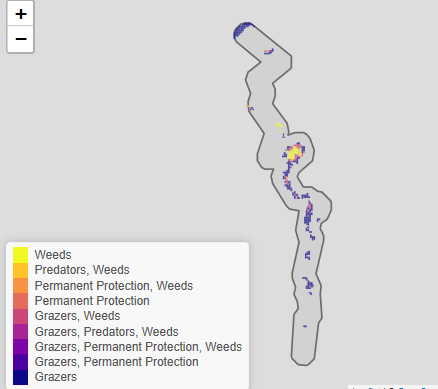 +
−
Weeds
Predators, Weeds
Permanent Protection, Weeds
Permanent Protection
Grazers, Weeds
Grazers, Predators, Weeds
Grazers, Permanent Protection, Weeds
Grazers, Permanent Protection
Grazers